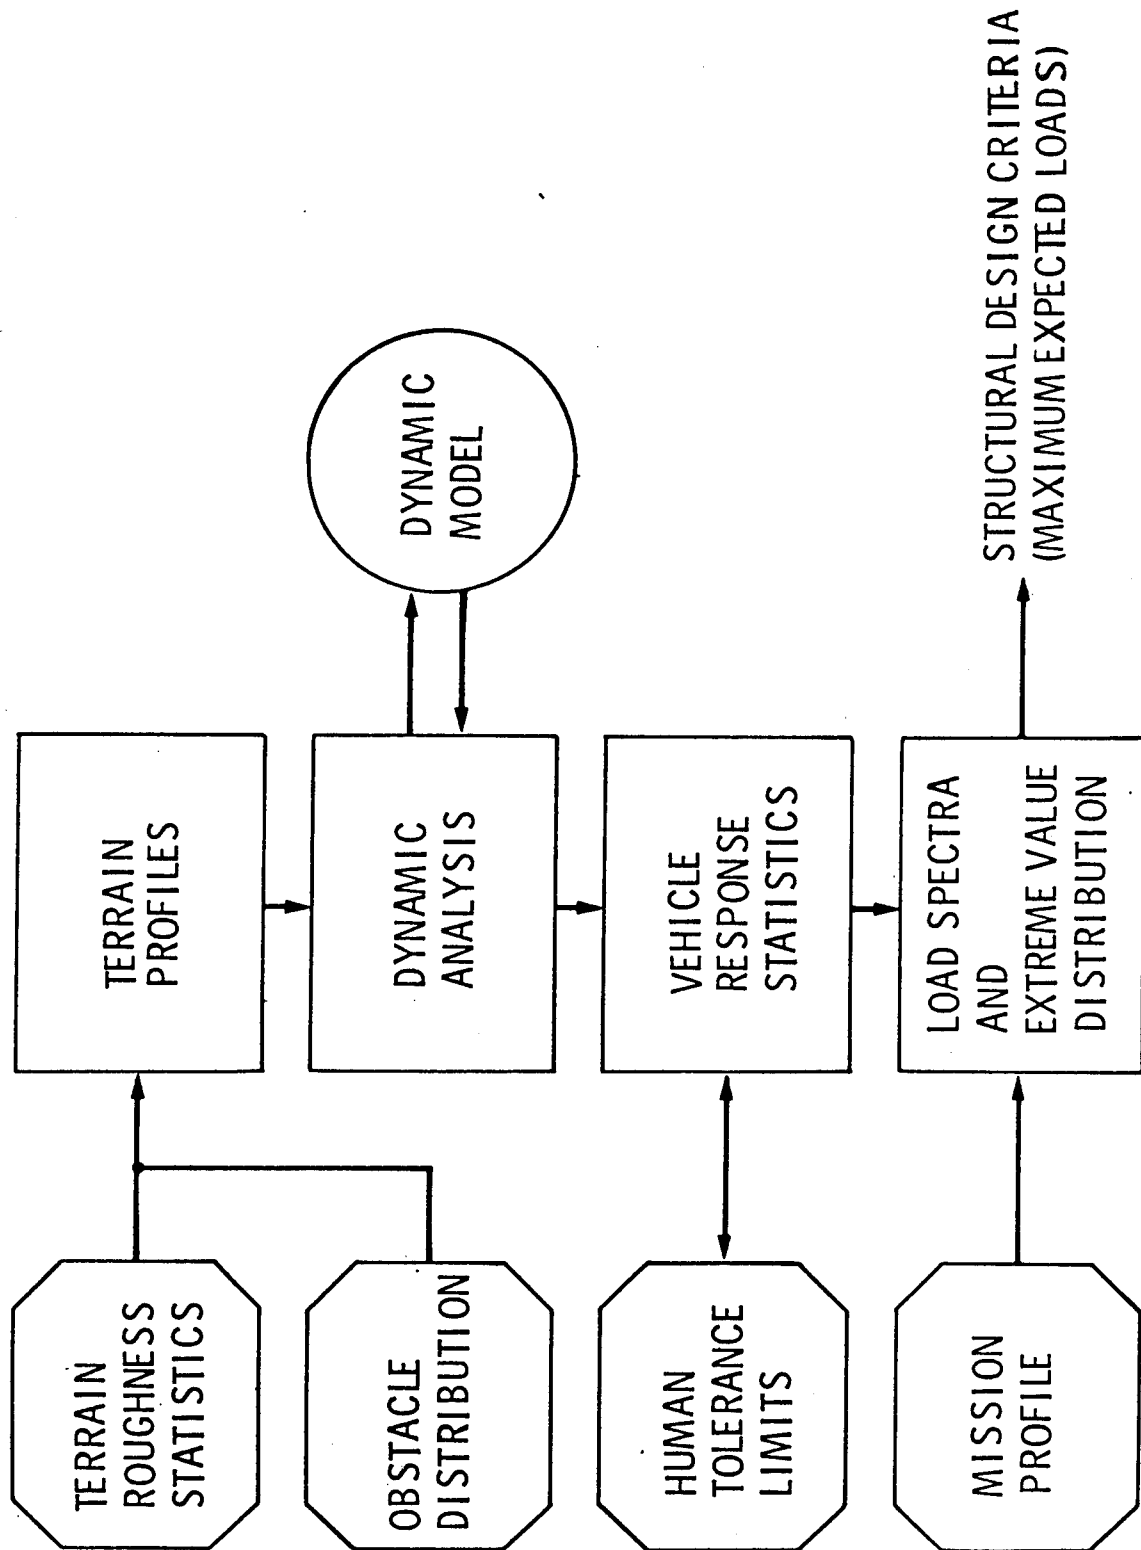 TERRAIN
ROUGHNESS
STATISTICS
TERRAIN
PROFILES
OBSTACLE
DISTRIBUTION
DYNAMIC
ANALYSIS
DYNAMIC
MODEL
HUMAN
TOLERANCE
LIMITS
VEHICLE
RESPONSE
STATISTICS
MISSION
PROFILE
LOAD SPECTRA
AND
EXTREME VALUE
DISTRIBUTION
STRUCTURAL DESIGN CRITERIA
(MAXIMUM EXPECTED LOADS)